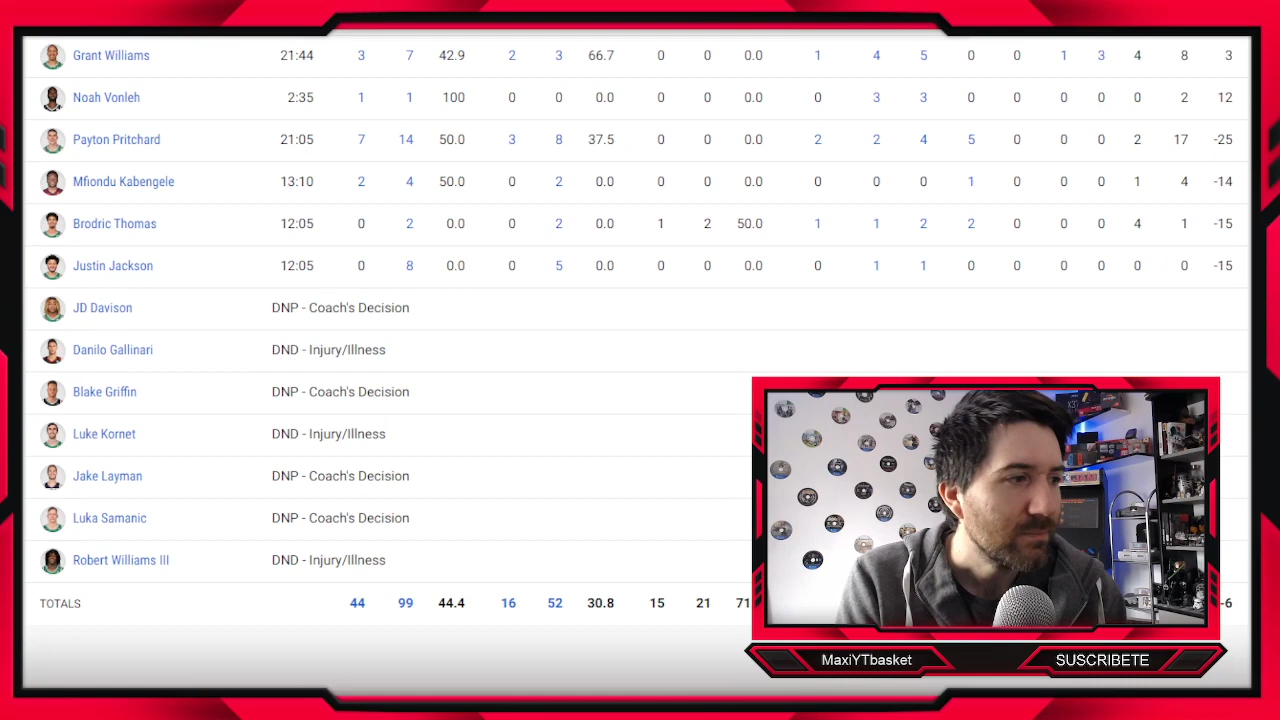 Grant Williams 21:44 3 7 42.9 2 3 66.7 0 0 0.0 1 4 5 0 0 1 3 4 8 3
Noah Vonleh 2:35 1 1 100 0 0 0.0 0 0 0.0 0 3 3 0 0 0 0 0 2 12
Payton Pritchard 21:05 7 14 50.0 3 8 37.5 0 0 0.0 2 2 4 5 0 0 0 2 17 -25
Mfiondu Kabengele 13:10 2 4 50.0 0 2 0.0 0 0 0.0 0 0 0 1 0 0 0 1 4 -14
Brodric Thomas 12:05 0 2 0.0 0 2 0.0 1 2 50.0 1 1 2 2 0 0 0 4 1 -15
Justin Jackson 12:05 0 8 0.0 0 5 0.0 0 0 0.0 0 1 1 0 0 0 0 0 0 -15
JD Davison DNP - Coach's Decision
Danilo Gallinari DND - Injury/Illness
Blake Griffin DNP - Coach's Decision
Luke Kornet DND - Injury/Illness
Jake Layman DNP - Coach's Decision
Luka Samanic DNP - Coach's Decision
Robert Williams III DND - Injury/Illness
TOTALS 44 99 44.4 16 52 30.8 15 21 71 -6
MaxiYTbasket SUSCRIBETE